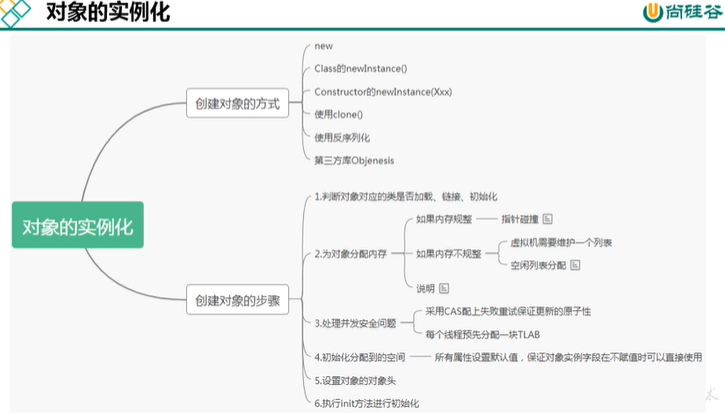 对象的实例化
尚硅谷
new
Class的newInstance()
Constructor的newInstance(Xxx)
创建对象的方式
使用clone()
使用反序列化
第三方库Objenesis
对象的实例化
1.判断对象对应的类是否加载、链接、初始化
如果内存规整
指针碰撞
2.为对象分配内存
如果内存不规整
虚拟机需要维护一个列表
空闲列表分配
说明
创建对象的步骤
3.处理并发安全问题
采用CAS配上失败重试保证更新的原子性
每个线程预先分配一块TLAB
4.初始化分配到的空间
所有属性设置默认值，保证对象实例字段在不赋值时可以直接使用
5.设置对象的对象头
6.执行init方法进行初始化